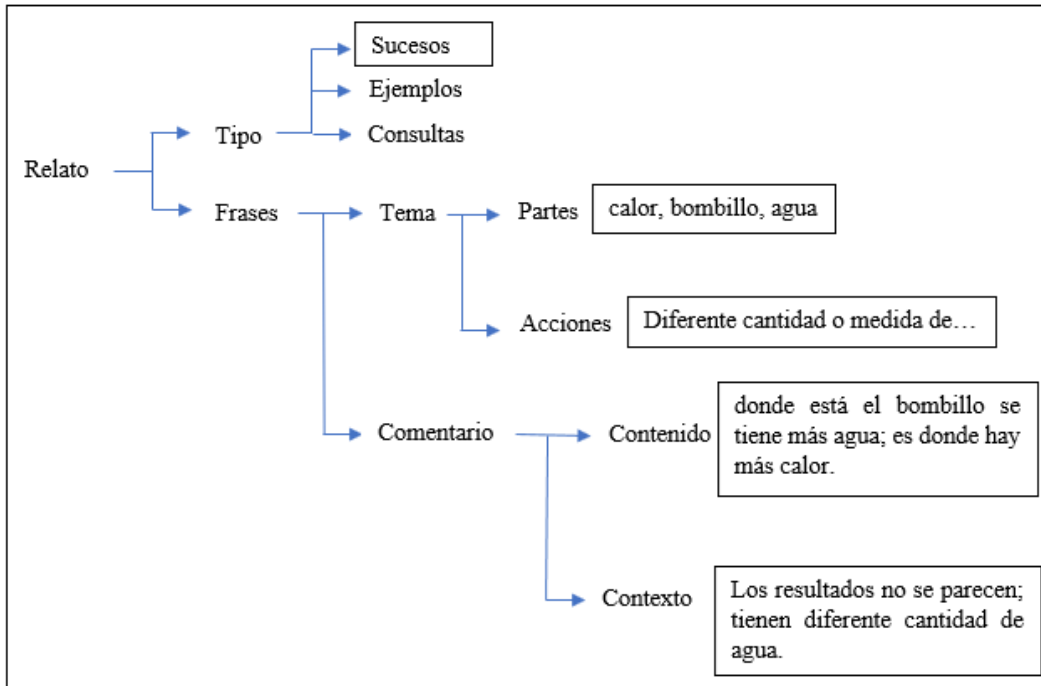 Sucesos
Ejemplos
Tipo
Consultas
Relato
Frases
Tema
Partes
calor, bombillo, agua
Acciones
Diferente cantidad o medida de…
Comentario
Contenido
donde está el bombillo se
tiene más agua; es donde hay
más calor.
Contexto
Los resultados no se parecen;
tienen diferente cantidad de
agua.